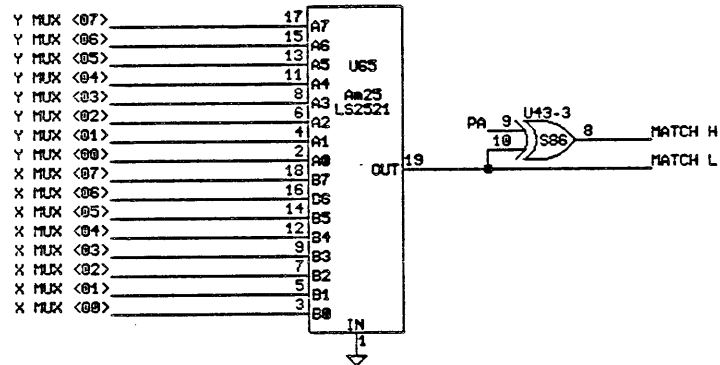 Y MUX <07> 17 A7
Y MUX <06> 15 A6
Y MUX <05> 13 A5
Y MUX <04> 11 A4
Y MUX <03> 8 A3
Y MUX <02> 6 A2
Y MUX <01> 4 A1
Y MUX <00> 2 A0
X MUX <07> 18 B7
X MUX <06> 16 B6
X MUX <05> 14 B5
X MUX <04> 12 B4
X MUX <03> 9 B3
X MUX <02> 7 B2
X MUX <01> 5 B1
X MUX <00> 3 B0
U65
Am25
LS2521
OUT 19
IN
1
U43-3
PA 9
10
S86
8
MATCH H
MATCH L